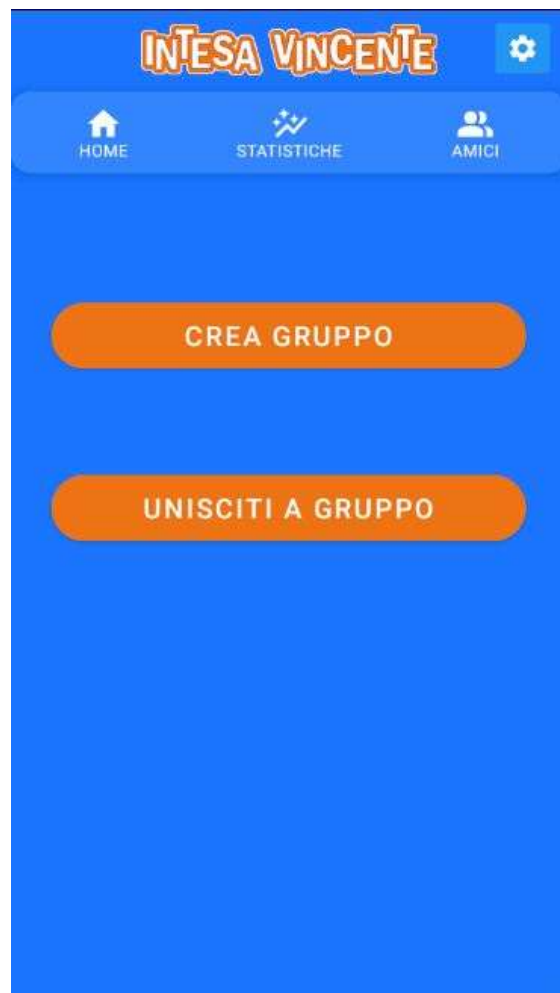 INTESA VINCENTE
HOME
STATISTICHE
AMICI
CREA GRUPPO
UNISCITI A GRUPPO